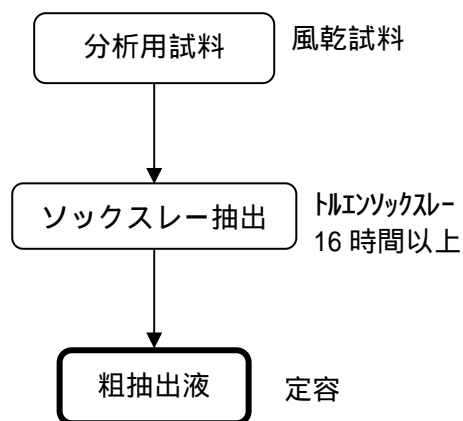 分析用試料
風乾試料
ソックスレー抽出
ﾄﾙｴﾝｿｯｸｽﾚｰ
16 時間以上
粗抽出液
定容